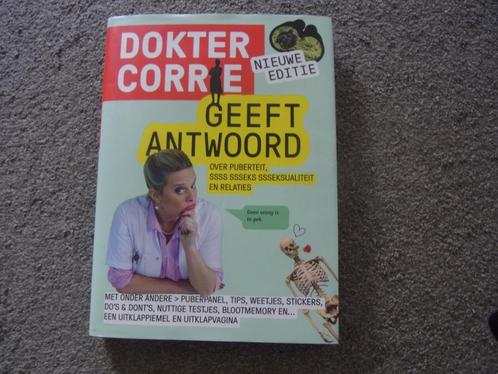 DOKTER
CORRIE
NIEUWE
EDITIE
GEEFT
ANTWOORD
OVER PUBERTEIT,
SSSS SSSEKS SSSEKSUALITEIT
EN RELATIES
Geen vraag is
te gek.
MET ONDER ANDERE > PUBERPANEL, TIPS, WEETJES, STICKERS,
DO'S & DONT'S, NUTTIGE TESTJES, BLOOTMEMORY EN...
EEN UITKLAPPIEMEL EN UITKLAPVAGINA